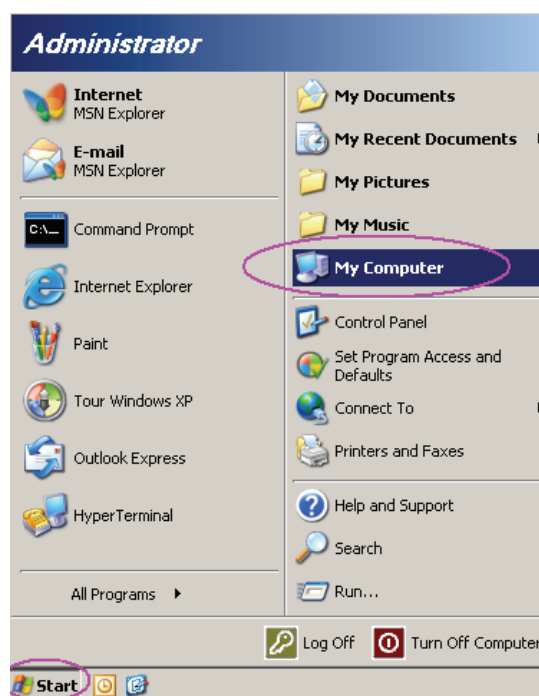 Administrator
Internet
MSN Explorer
E-mail
MSN Explorer
C:\_
Command Prompt
Internet Explorer
Paint
Tour Windows XP
Outlook Express
HyperTerminal
All Programs
My Documents
My Recent Documents
My Pictures
My Music
My Computer
Control Panel
Set Program Access and
Defaults
Connect To
Printers and Faxes
Help and Support
Search
Run...
Log Off
Turn Off Computer
Start